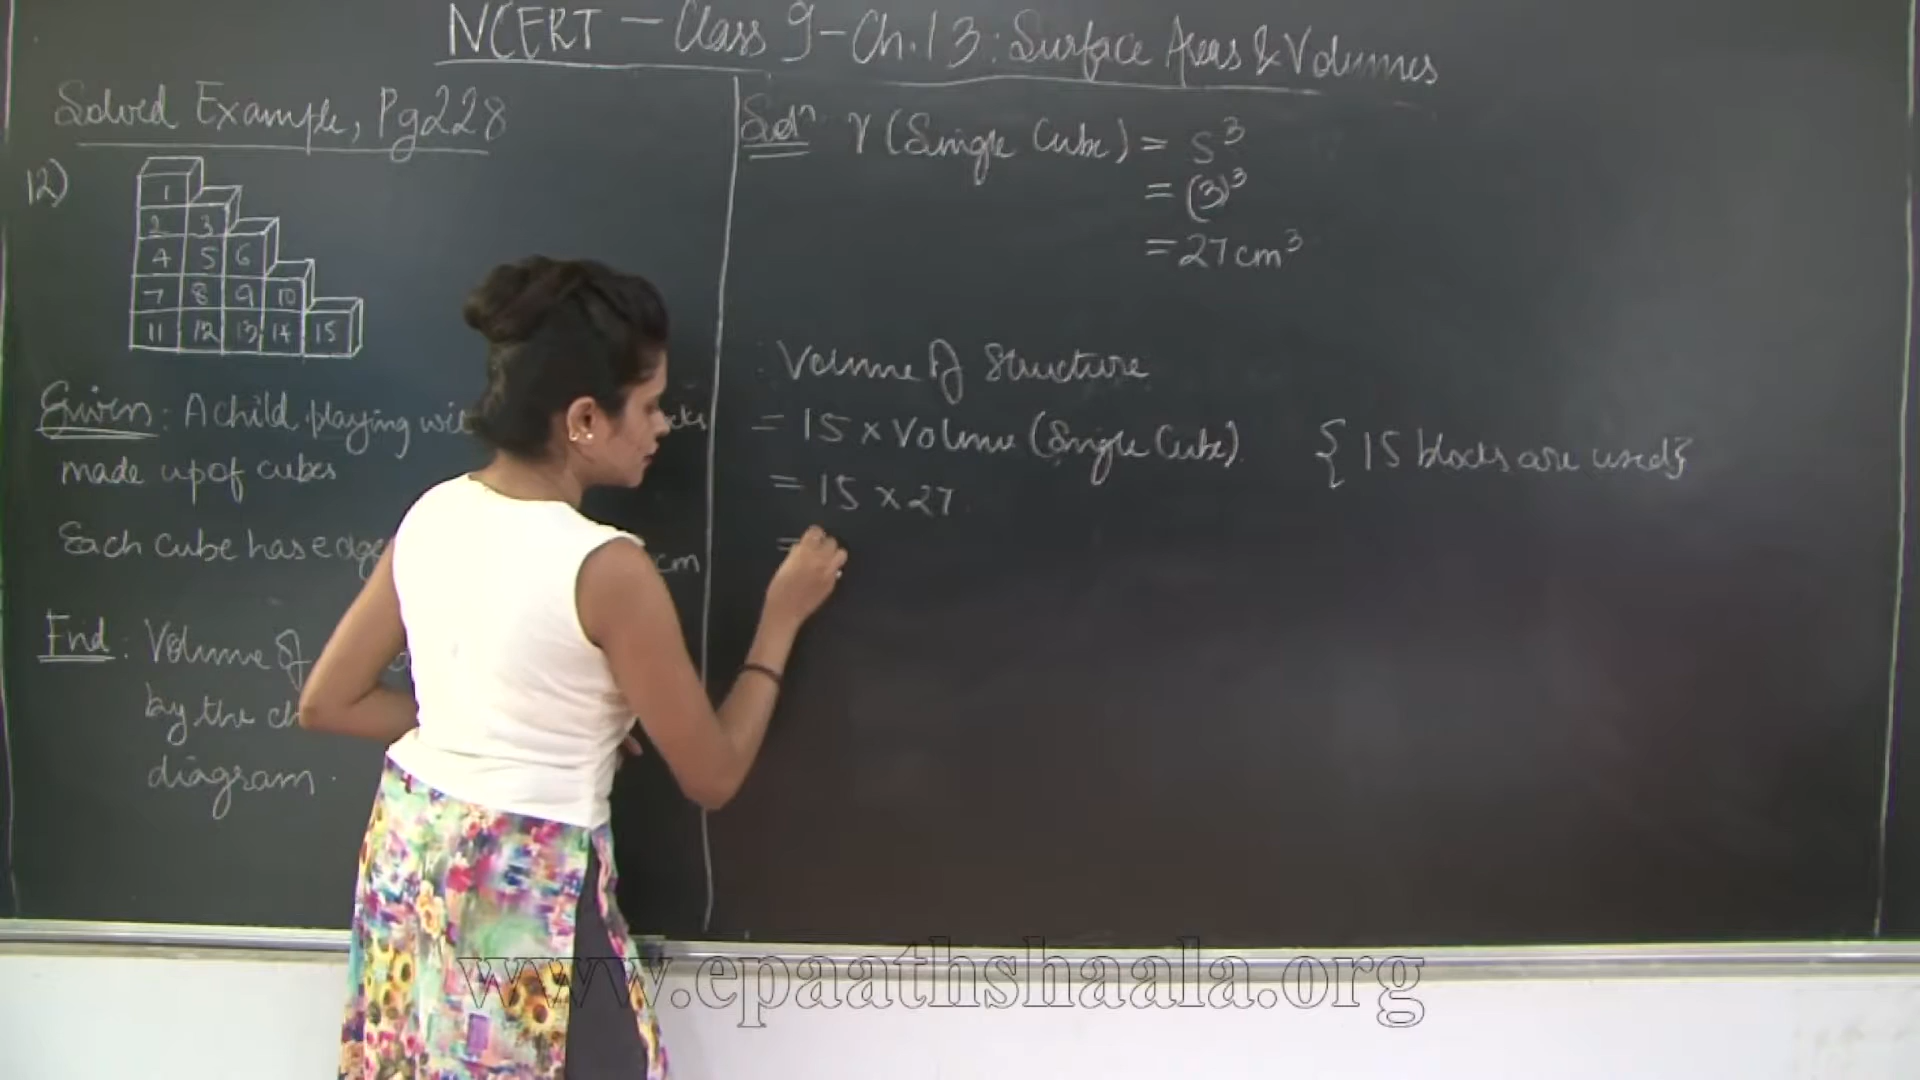 NCERT - Class 9 - Ch.13: Surface Areas & Volumes
Solved Example, Pg 228
12)
1
2 3
4 5 6
7 8 9 10
11 12 13 14 15
Given: A child playing
made up of cubes
Each cube has edge cm
Find: Volume of
by the
diagram.
Soln V (Single Cube) = S³
= (3)³
= 27 cm³
Volume of Structure
= 15 x Volume (Single Cube). { 15 blocks are used }
= 15 x 27
=
www.epaathshaala.org